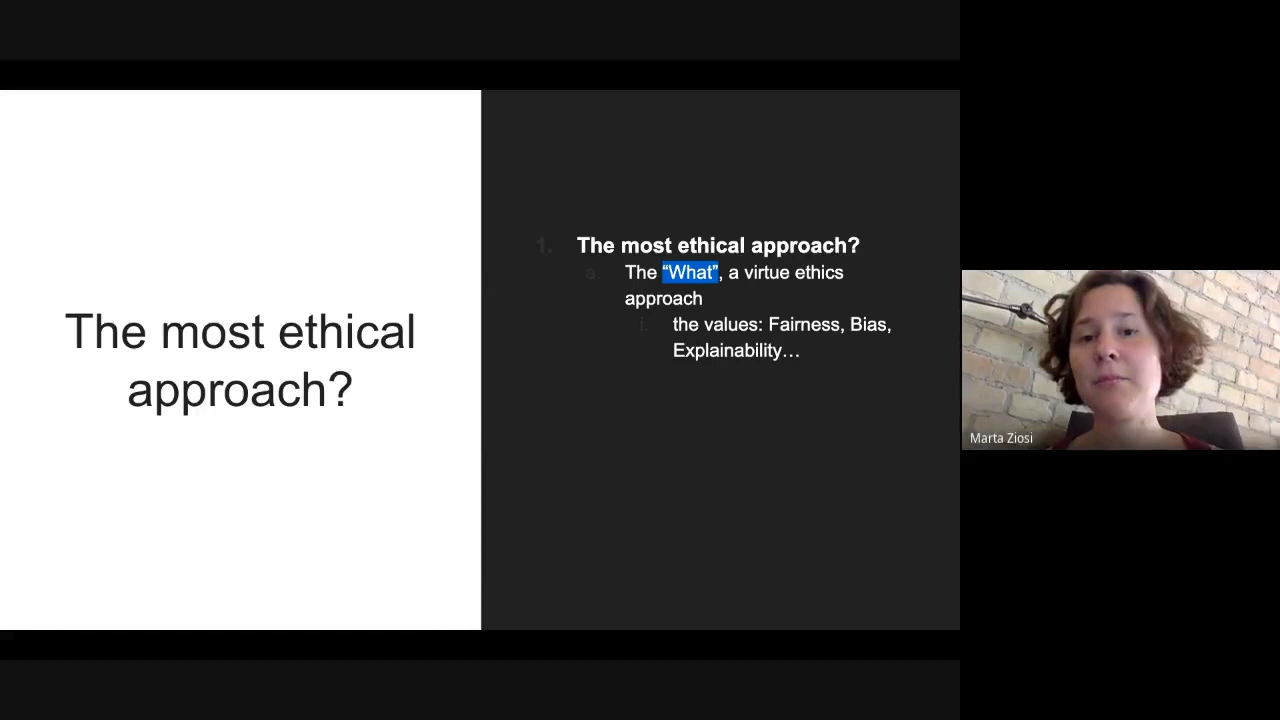 The most ethical
approach?
1. The most ethical approach?
a. The “What”, a virtue ethics
approach
i. the values: Fairness, Bias,
Explainability…
Marta Ziosi